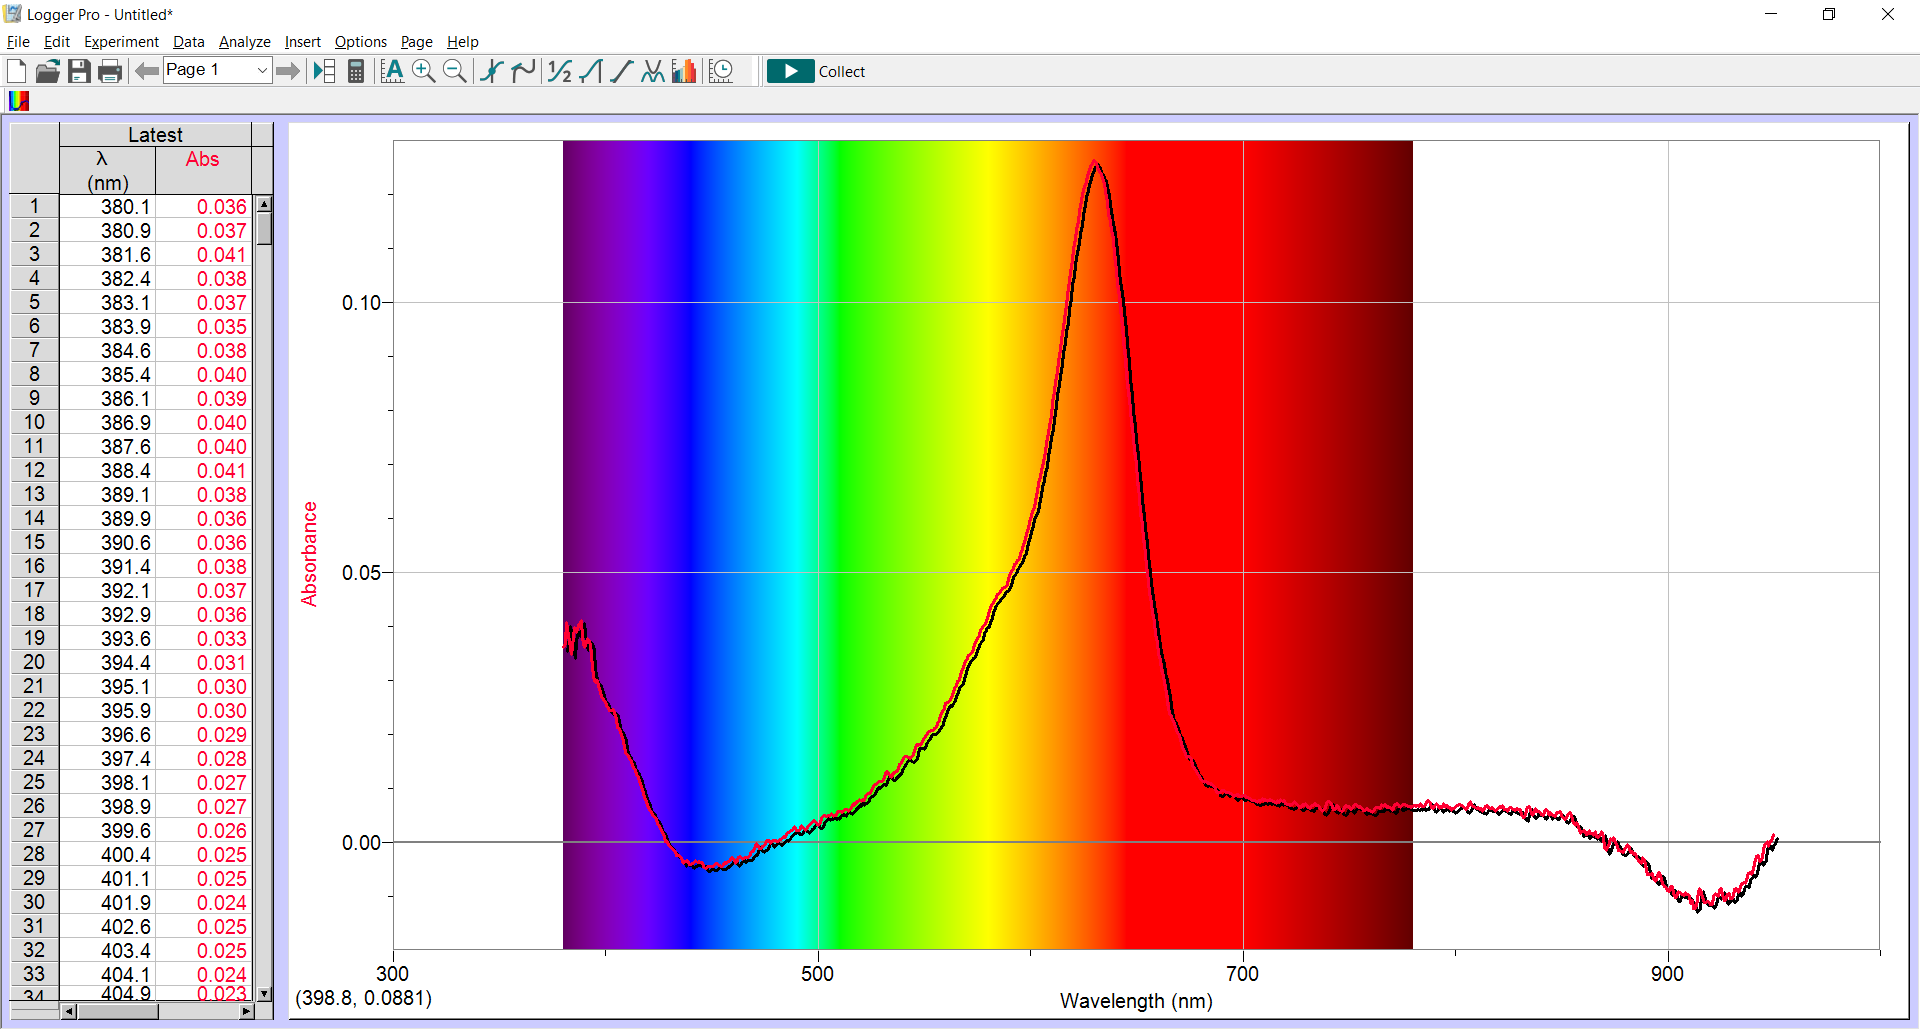 Logger Pro - Untitled*
File Edit Experiment Data Analyze Insert Options Page Help
Page 1 Collect
Latest
λ Abs
(nm)
1 380.1 0.036
2 380.9 0.037
3 381.6 0.041
4 382.4 0.038
5 383.1 0.037
6 383.9 0.035
7 384.6 0.038
8 385.4 0.040
9 386.1 0.039
10 386.9 0.040
11 387.6 0.040
12 388.4 0.041
13 389.1 0.038
14 389.9 0.036
15 390.6 0.036
16 391.4 0.038
17 392.1 0.037
18 392.9 0.036
19 393.6 0.033
20 394.4 0.031
21 395.1 0.030
22 395.9 0.030
23 396.6 0.029
24 397.4 0.028
25 398.1 0.027
26 398.9 0.027
27 399.6 0.026
28 400.4 0.025
29 401.1 0.025
30 401.9 0.024
31 402.6 0.025
32 403.4 0.025
33 404.1 0.024
34 404.9 0.023
Absorbance
0.10
0.05
0.00
300 500 700 900
(398.8, 0.0881)
Wavelength (nm)